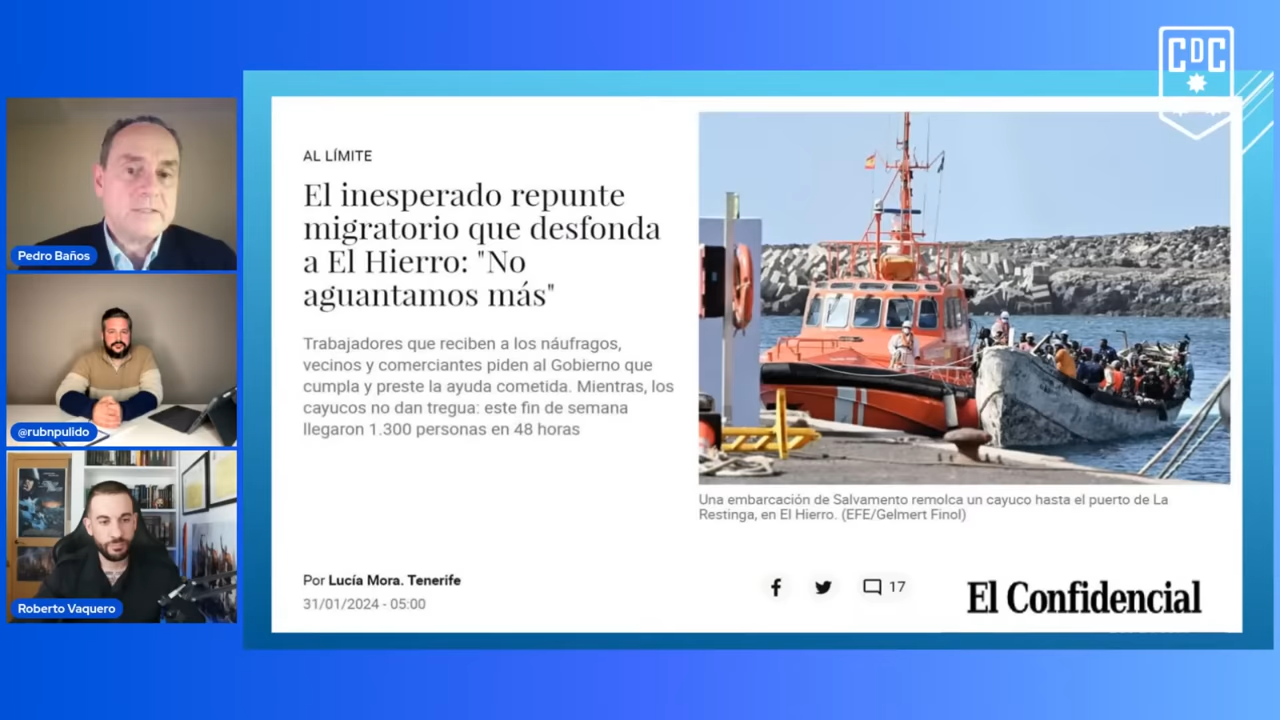 CDC
Pedro Baños
@rubnpulido
Roberto Vaquero
AL LÍMITE
El inesperado repunte
migratorio que desfonda
a El Hierro: "No
aguantamos más"
Trabajadores que reciben a los náufragos,
vecinos y comerciantes piden al Gobierno que
cumpla y preste la ayuda cometida. Mientras, los
cayucos no dan tregua: este fin de semana
llegaron 1.300 personas en 48 horas
Una embarcación de Salvamento remolca un cayuco hasta el puerto de La
Restinga, en El Hierro. (EFE/Gelmert Finol)
Por Lucía Mora. Tenerife
31/01/2024 - 05:00
17
El Confidencial